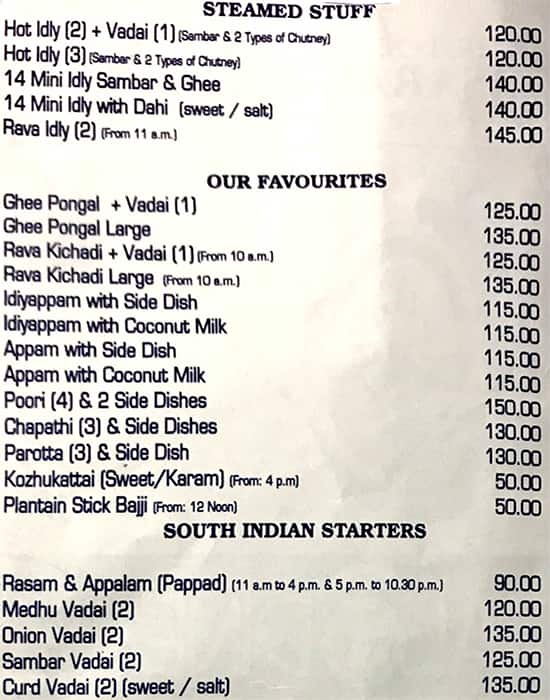 STEAMED STUFF
Hot Idly (2) + Vadai (1) (Sambar & 2 Types of Chutney) 120.00
Hot Idly (3) (Sambar & 2 Types of Chutney) 120.00
14 Mini Idly Sambar & Ghee 140.00
14 Mini Idly with Dahi (sweet / salt) 140.00
Rava Idly (2) (From 11 a.m.) 145.00
OUR FAVOURITES
Ghee Pongal + Vadai (1) 125.00
Ghee Pongal Large 135.00
Rava Kichadi + Vadai (1) (From 10 a.m.) 125.00
Rava Kichadi Large (From 10 a.m.) 135.00
Idiyappam with Side Dish 115.00
Idiyappam with Coconut Milk 115.00
Appam with Side Dish 115.00
Appam with Coconut Milk 115.00
Poori (4) & 2 Side Dishes 150.00
Chapathi (3) & Side Dishes 130.00
Parotta (3) & Side Dish 130.00
Kozhukattai (Sweet/Karam) (From: 4 p.m) 50.00
Plantain Stick Bajji (From: 12 Noon) 50.00
SOUTH INDIAN STARTERS
Rasam & Appalam (Pappad) (11 a.m to 4 p.m. & 5 p.m. to 10.30 p.m.) 90.00
Medhu Vadai (2) 120.00
Onion Vadai (2) 135.00
Sambar Vadai (2) 125.00
Curd Vadai (2) (sweet / salt) 135.00